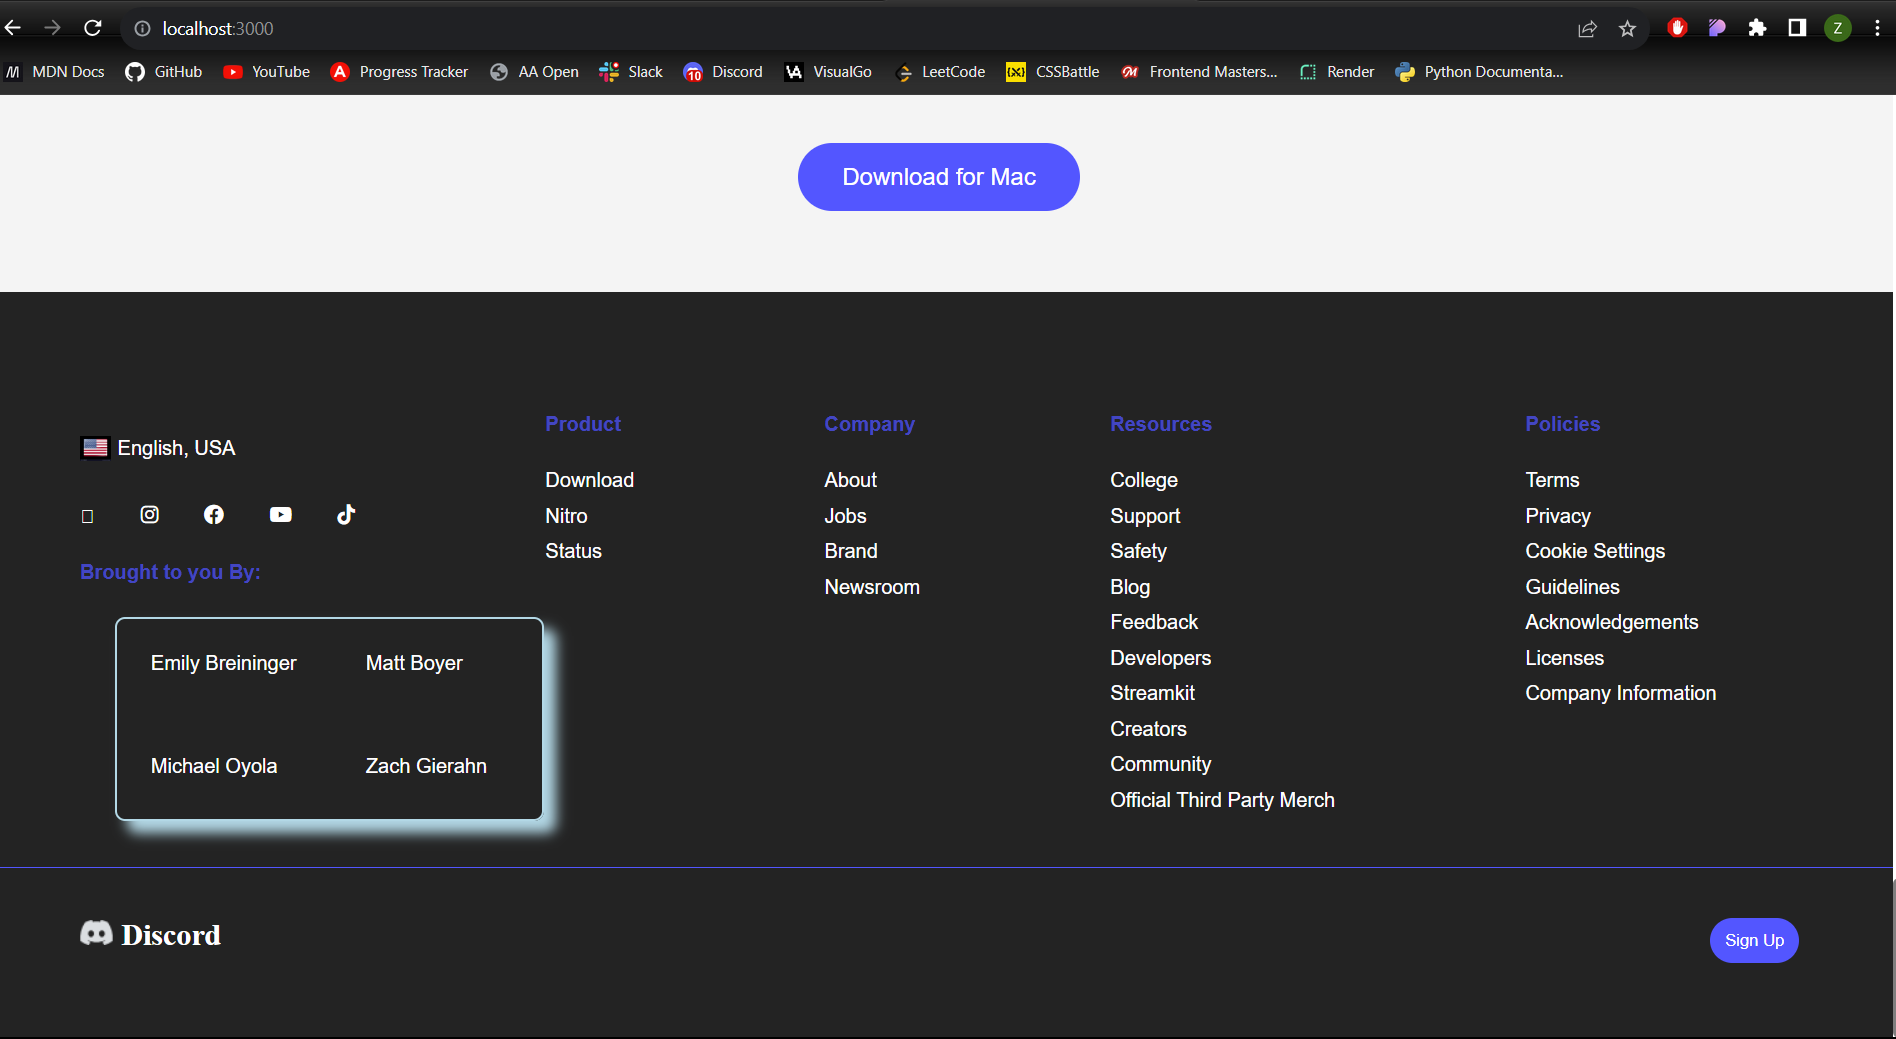 localhost:3000
MDN Docs GitHub YouTube Progress Tracker AA Open Slack 10 Discord VisualGo LeetCode CSSBattle Frontend Masters... Render Python Documenta...
Z
Download for Mac
English, USA
Brought to you By:
Emily Breininger Matt Boyer
Michael Oyola Zach Gierahn
Product
Download
Nitro
Status
Company
About
Jobs
Brand
Newsroom
Resources
College
Support
Safety
Blog
Feedback
Developers
Streamkit
Creators
Community
Official Third Party Merch
Policies
Terms
Privacy
Cookie Settings
Guidelines
Acknowledgements
Licenses
Company Information
Discord
Sign Up